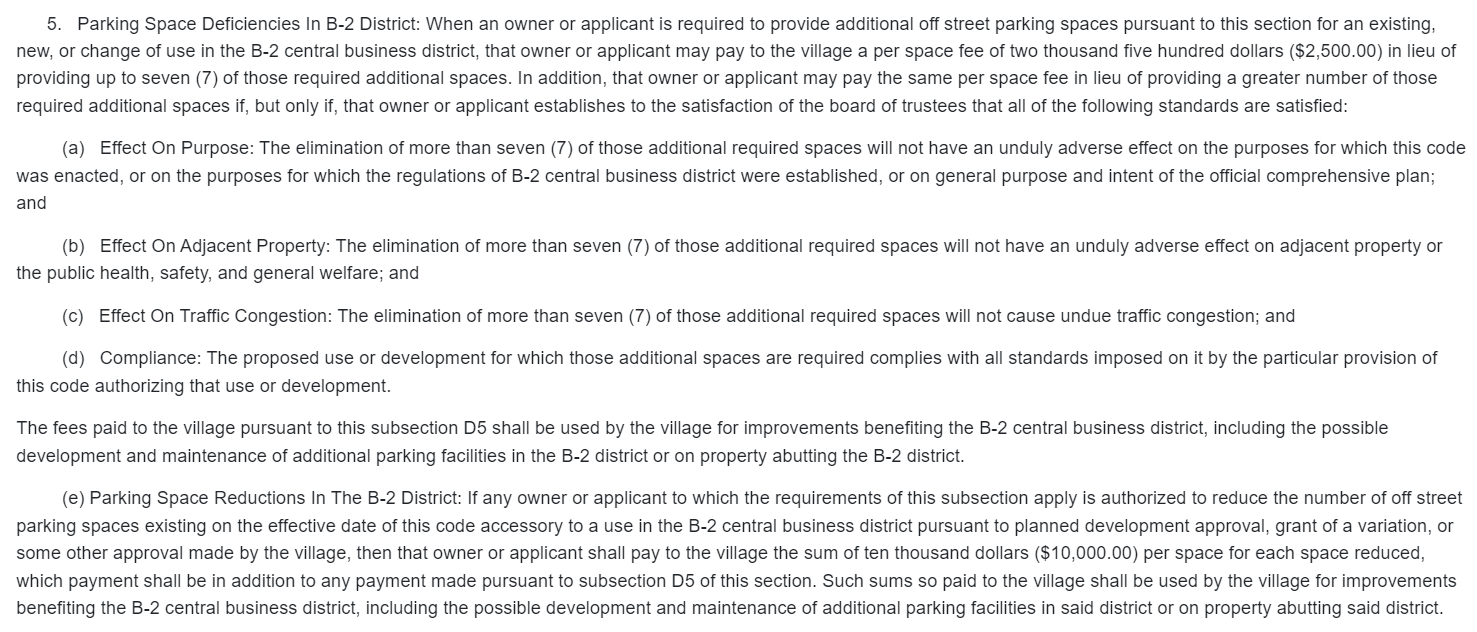 5. Parking Space Deficiencies In B-2 District: When an owner or applicant is required to provide additional off street parking spaces pursuant to this section for an existing,
new, or change of use in the B-2 central business district, that owner or applicant may pay to the village a per space fee of two thousand five hundred dollars ($2,500.00) in lieu of
providing up to seven (7) of those required additional spaces. In addition, that owner or applicant may pay the same per space fee in lieu of providing a greater number of those
required additional spaces if, but only if, that owner or applicant establishes to the satisfaction of the board of trustees that all of the following standards are satisfied:
(a) Effect On Purpose: The elimination of more than seven (7) of those additional required spaces will not have an unduly adverse effect on the purposes for which this code
was enacted, or on the purposes for which the regulations of B-2 central business district were established, or on general purpose and intent of the official comprehensive plan;
and
(b) Effect On Adjacent Property: The elimination of more than seven (7) of those additional required spaces will not have an unduly adverse effect on adjacent property or
the public health, safety, and general welfare; and
(c) Effect On Traffic Congestion: The elimination of more than seven (7) of those additional required spaces will not cause undue traffic congestion; and
(d) Compliance: The proposed use or development for which those additional spaces are required complies with all standards imposed on it by the particular provision of
this code authorizing that use or development.
The fees paid to the village pursuant to this subsection D5 shall be used by the village for improvements benefiting the B-2 central business district, including the possible
development and maintenance of additional parking facilities in the B-2 district or on property abutting the B-2 district.
(e) Parking Space Reductions In The B-2 District: If any owner or applicant to which the requirements of this subsection apply is authorized to reduce the number of off street
parking spaces existing on the effective date of this code accessory to a use in the B-2 central business district pursuant to planned development approval, grant of a variation, or
some other approval made by the village, then that owner or applicant shall pay to the village the sum of ten thousand dollars ($10,000.00) per space for each space reduced,
which payment shall be in addition to any payment made pursuant to subsection D5 of this section. Such sums so paid to the village shall be used by the village for improvements
benefiting the B-2 central business district, including the possible development and maintenance of additional parking facilities in said district or on property abutting said district.